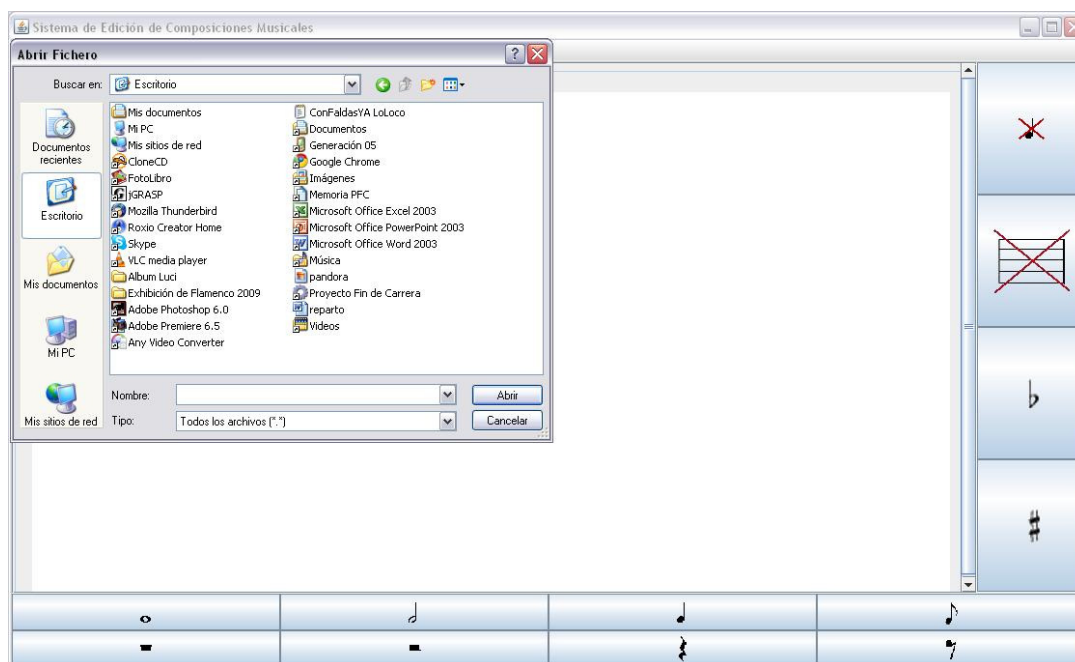 Sistema de Edición de Composiciones Musicales
Abrir Fichero
Buscar en:
Escritorio
Documentos
recientes
Escritorio
Mis documentos
Mi PC
Mis sitios de red
Mis documentos
Mi PC
Mis sitios de red
CloneCD
FotoLibro
jGRASP
Mozilla Thunderbird
Roxio Creator Home
Skype
VLC media player
Album Luci
Exhibición de Flamenco 2009
Adobe Photoshop 6.0
Adobe Premiere 6.5
Any Video Converter
ConFaldasYA LoLoco
Documentos
Generación 05
Google Chrome
Imágenes
Memoria PFC
Microsoft Office Excel 2003
Microsoft Office PowerPoint 2003
Microsoft Office Word 2003
Música
pandora
Proyecto Fin de Carrera
reparto
Videos
Nombre:
Abrir
Tipo:
Todos los archivos (*.*)
Cancelar